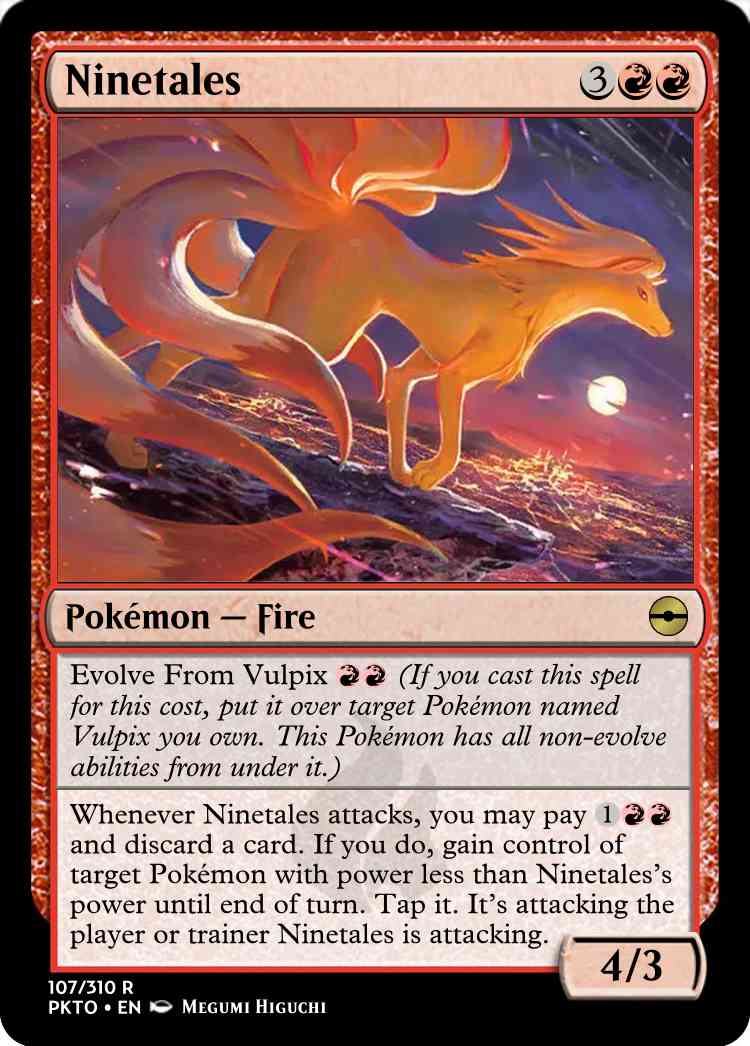 Ninetales 3
Pokémon — Fire
Evolve From Vulpix (If you cast this spell
for this cost, put it over target Pokémon named
Vulpix you own. This Pokémon has all non-evolve
abilities from under it.)
Whenever Ninetales attacks, you may pay 1
and discard a card. If you do, gain control of
target Pokémon with power less than Ninetales's
power until end of turn. Tap it. It's attacking the
player or trainer Ninetales is attacking.
4/3
107/310 R
PKTO • EN Megumi Higuchi